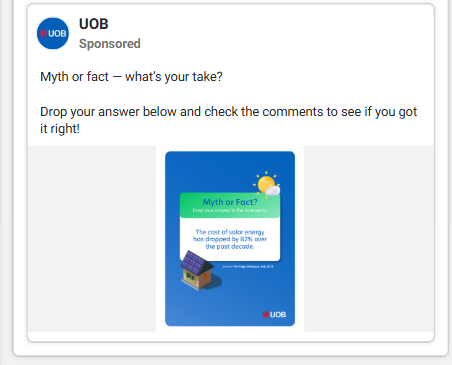 UOB
UOB
Sponsored
Myth or fact — what's your take?
Drop your answer below and check the comments to see if you got
it right!
Myth or Fact?
Drop your answer in the comments
The cost of solar energy
has dropped by 82% over
the past decade.
Source: The Edge Malaysia, Feb
UOB